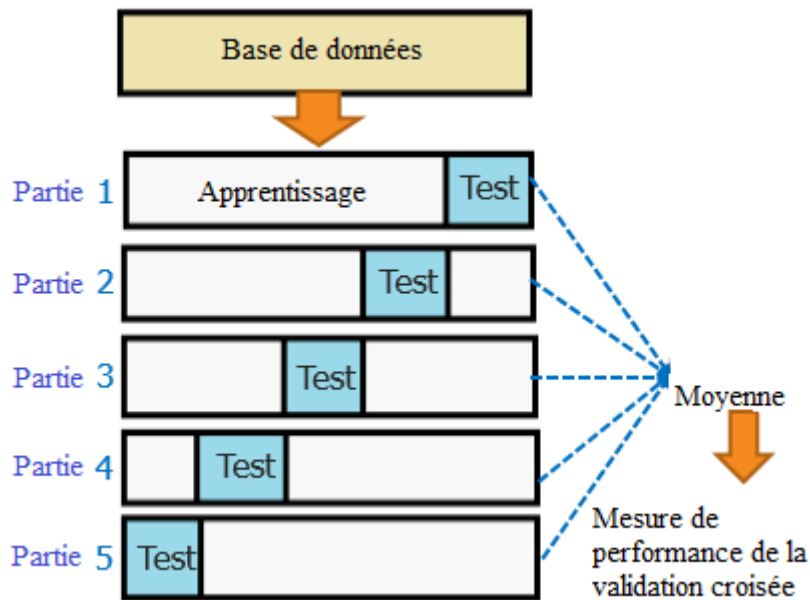 Base de données
Partie 1
Apprentissage
Test
Partie 2
Test
Partie 3
Test
Moyenne
Partie 4
Test
Partie 5
Test
Mesure de
performance de la
validation croisée